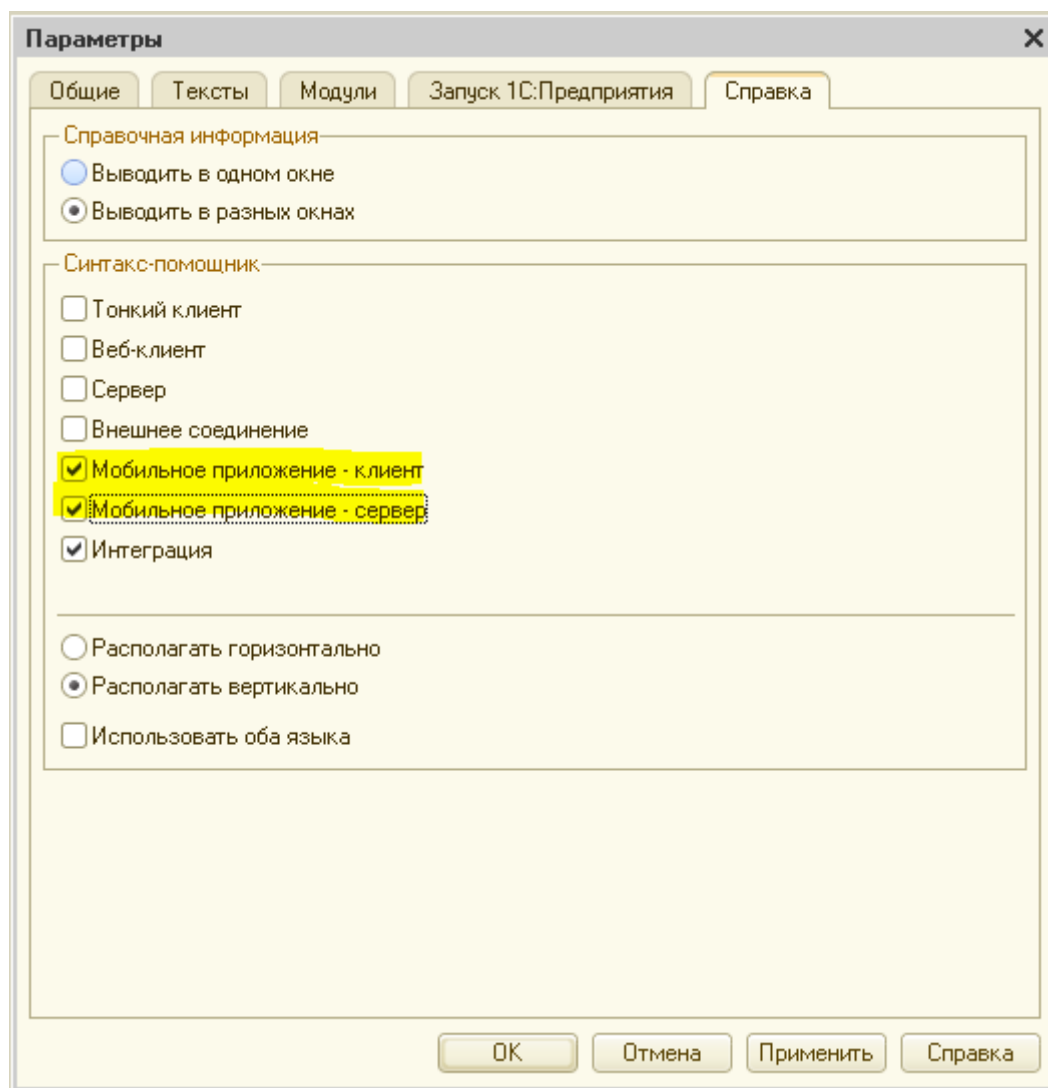 Параметры
Общие Тексты Модули Запуск 1С:Предприятия Справка
Справочная информация
Выводить в одном окне
Выводить в разных окнах
Синтакс-помощник
Тонкий клиент
Веб-клиент
Сервер
Внешнее соединение
Мобильное приложение - клиент
Мобильное приложение - сервер
Интеграция
Располагать горизонтально
Располагать вертикально
Использовать оба языка
ОК Отмена Применить Справка